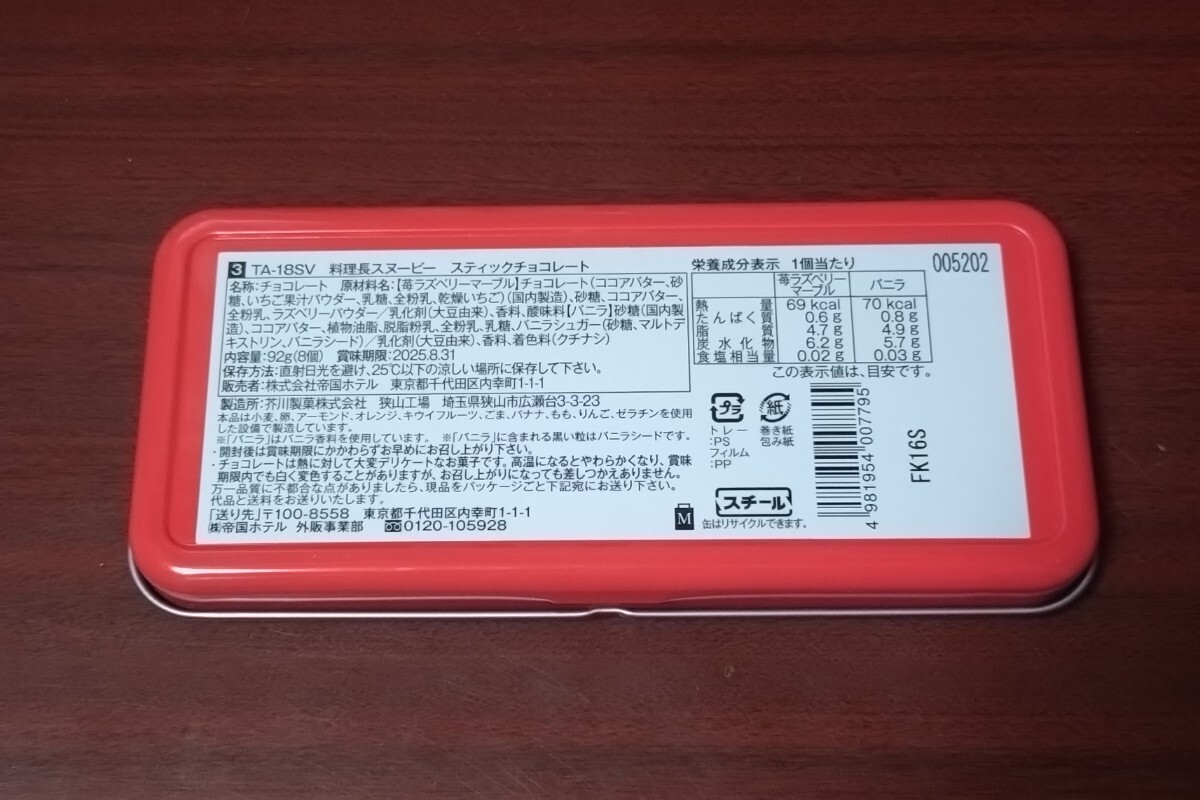 3 TA-18SV 料理長スヌーピー スティックチョコレート
名称:チョコレート 原材料名:【苺ラズベリーマーブル】チョコレート(ココアバター、砂
糖、いちご果汁パウダー、乳糖、全粉乳、乾燥いちご)(国内製造)、砂糖、ココアバター、
全粉乳、ラズベリーパウダー/乳化剤(大豆由来)、香料、酸味料【バニラ】砂糖(国内製
造)、ココアバター、植物油脂、脱脂粉乳、全粉乳、乳糖、バニラシュガー(砂糖、マルトデ
キストリン、バニラシード)/乳化剤(大豆由来)、香料、着色料(クチナシ)
内容量:92g(8個) 賞味期限:2025.8.31
保存方法:直射日光を避け、25℃以下の涼しい場所に保存して下さい。
販売者:株式会社帝国ホテル 東京都千代田区内幸町1-1-1
製造所:芥川製菓株式会社 狭山工場 埼玉県狭山市広瀬台3-3-23
本品は小麦、卵、アーモンド、オレンジ、キウイフルーツ、ごま、バナナ、もも、りんご、ゼラチンを使用
した設備で製造しています。
※「バニラ」はバニラ香料を使用しています。 ※「バニラ」に含まれる黒い粒はバニラシードです。
・開封後は賞味期限にかかわらずお早めにお召し上がり下さい。
・チョコレートは熱に対して大変デリケートなお菓子です。高温になるとやわらかくなり、賞味
期限内でも白く変色することがありますが、お召し上がりになっても差しつかえありません。
万一品質に不都合な点がありましたら、現品をパッケージごと下記宛にお送り下さい。
代品と送料をお送りいたします。
「送り先」〒100-8558 東京都千代田区内幸町1-1-1
㈱帝国ホテル 外販事業部 0120-105928
栄養成分表示 1個当たり
苺ラズベリーマーブル バニラ
熱量 69 kcal 70 kcal
たんぱく質 0.6 g 0.8 g
脂質 4.7 g 4.9 g
炭水化物 6.2 g 5.7 g
食塩相当量 0.02 g 0.03 g
この表示値は、目安です。
005202
プラ
トレー
:PS
フィルム
:PP
紙
巻き紙
包み紙
スチール
缶はリサイクルできます。
M
4 981954 007795
FK16S